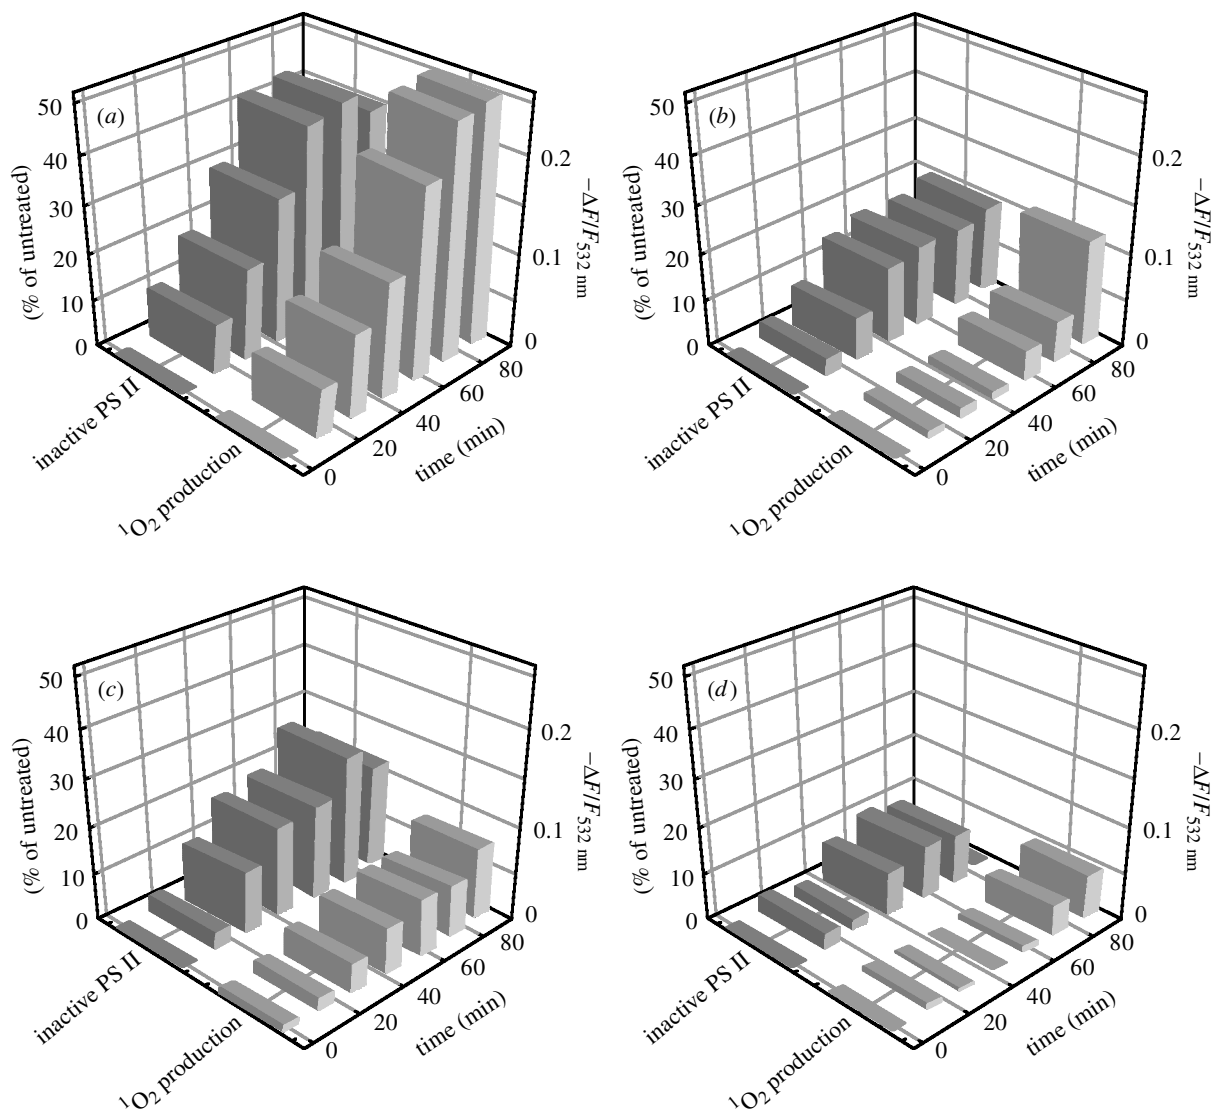 (a)
50
40
30
20
10
0
(% of untreated)
0.2
0.1
0
−ΔF/F532 nm
inactive PS II
¹O₂ production
0
20
40
60
80
time (min)
(b)
50
40
30
20
10
0
(% of untreated)
0.2
0.1
0
−ΔF/F532 nm
inactive PS II
¹O₂ production
0
20
40
60
80
time (min)
(c)
50
40
30
20
10
0
(% of untreated)
0.2
0.1
0
−ΔF/F532 nm
inactive PS II
¹O₂ production
0
20
40
60
80
time (min)
(d)
50
40
30
20
10
0
(% of untreated)
0.2
0.1
0
−ΔF/F532 nm
inactive PS II
¹O₂ production
0
20
40
60
80
time (min)